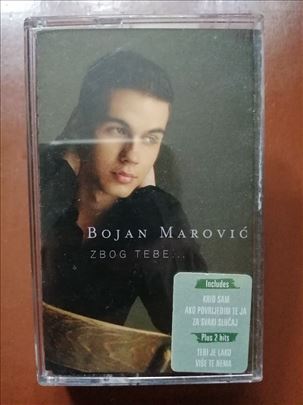 BOJAN MAROVIĆ
ZBOG TEBE...
Includes
KRIO SAM
AKO POVRIJEDIM TE JA
ZA SVAKI SLUČAJ
Plus 2 hits
TEBI JE LAKO
VIŠE TE NEMA